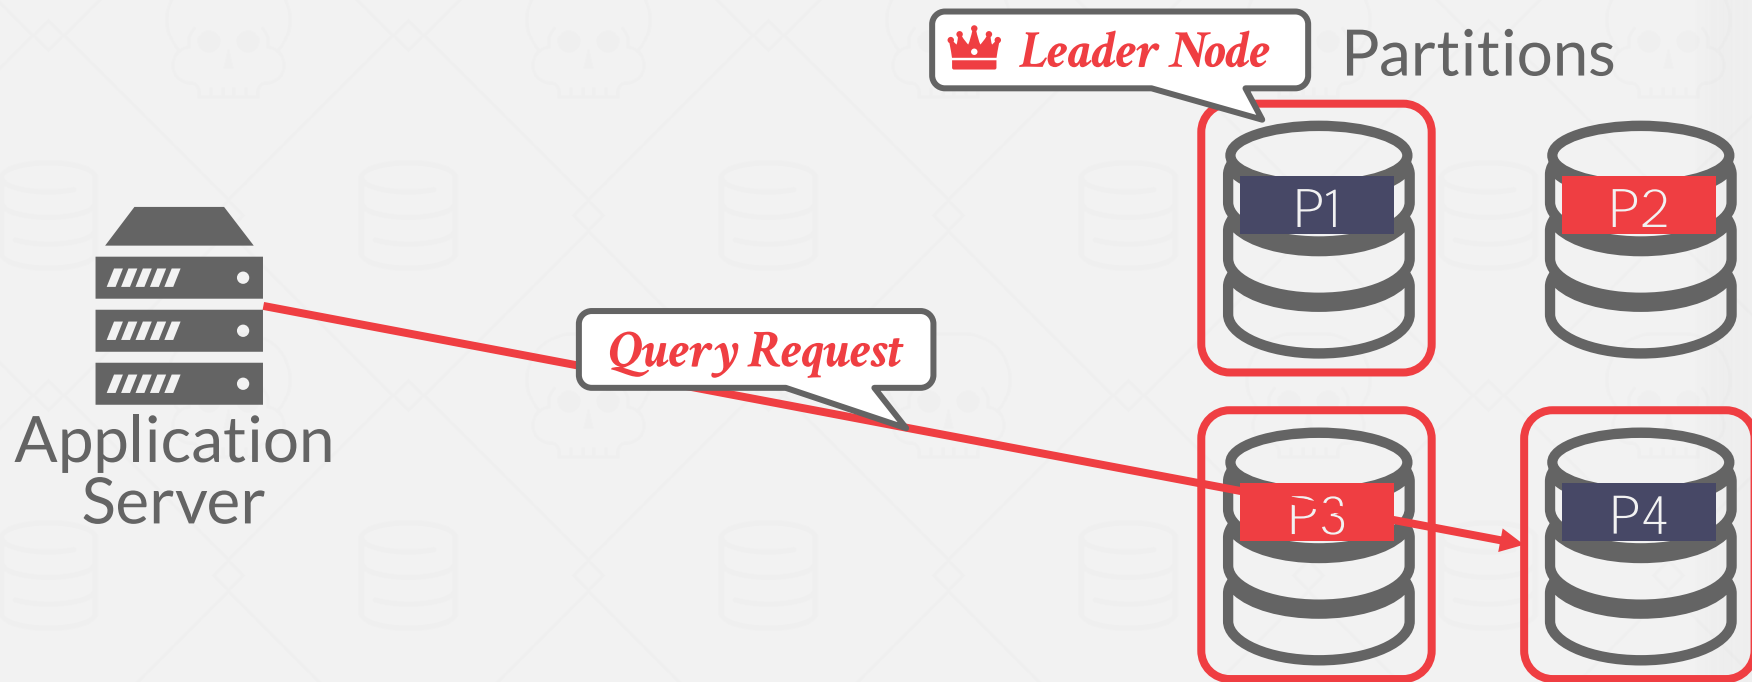 Leader Node
Partitions
P1
P2
Query Request
Application
Server
P3
P4